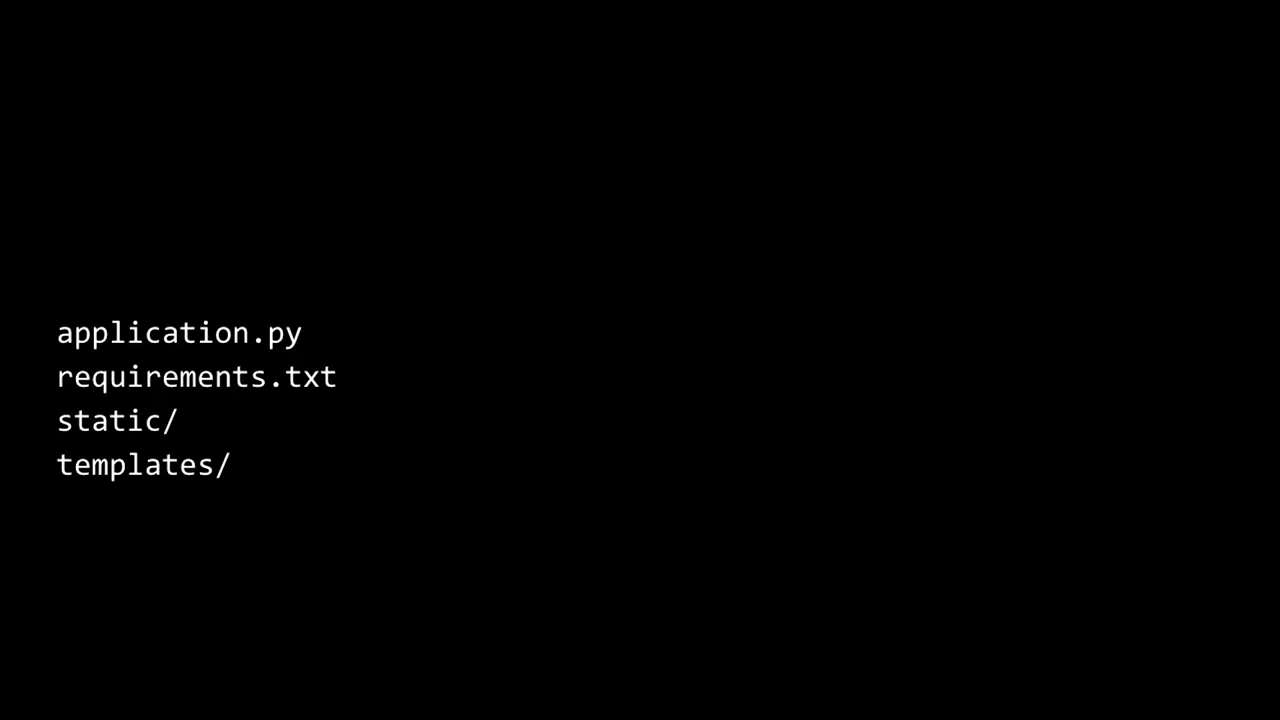 application.py
requirements.txt
static/
templates/